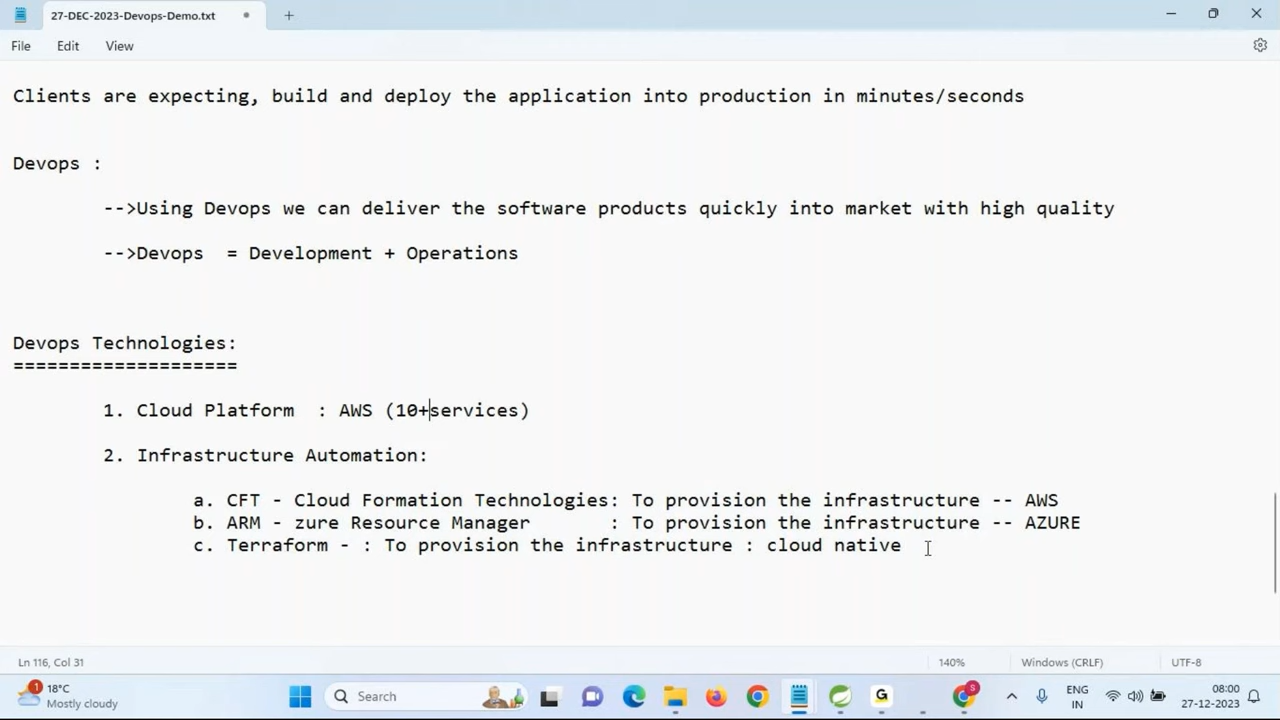 27-DEC-2023-Devops-Demo.txt
File Edit View
Clients are expecting, build and deploy the application into production in minutes/seconds
Devops :
-->Using Devops we can deliver the software products quickly into market with high quality
-->Devops = Development + Operations
Devops Technologies:
====================
1. Cloud Platform : AWS (10+services)
2. Infrastructure Automation:
a. CFT - Cloud Formation Technologies: To provision the infrastructure -- AWS
b. ARM - zure Resource Manager : To provision the infrastructure -- AZURE
c. Terraform - : To provision the infrastructure : cloud native
Ln 116, Col 31 140% Windows (CRLF) UTF-8
1 18°C Search G S ENG 08:00
Mostly cloudy IN 27-12-2023